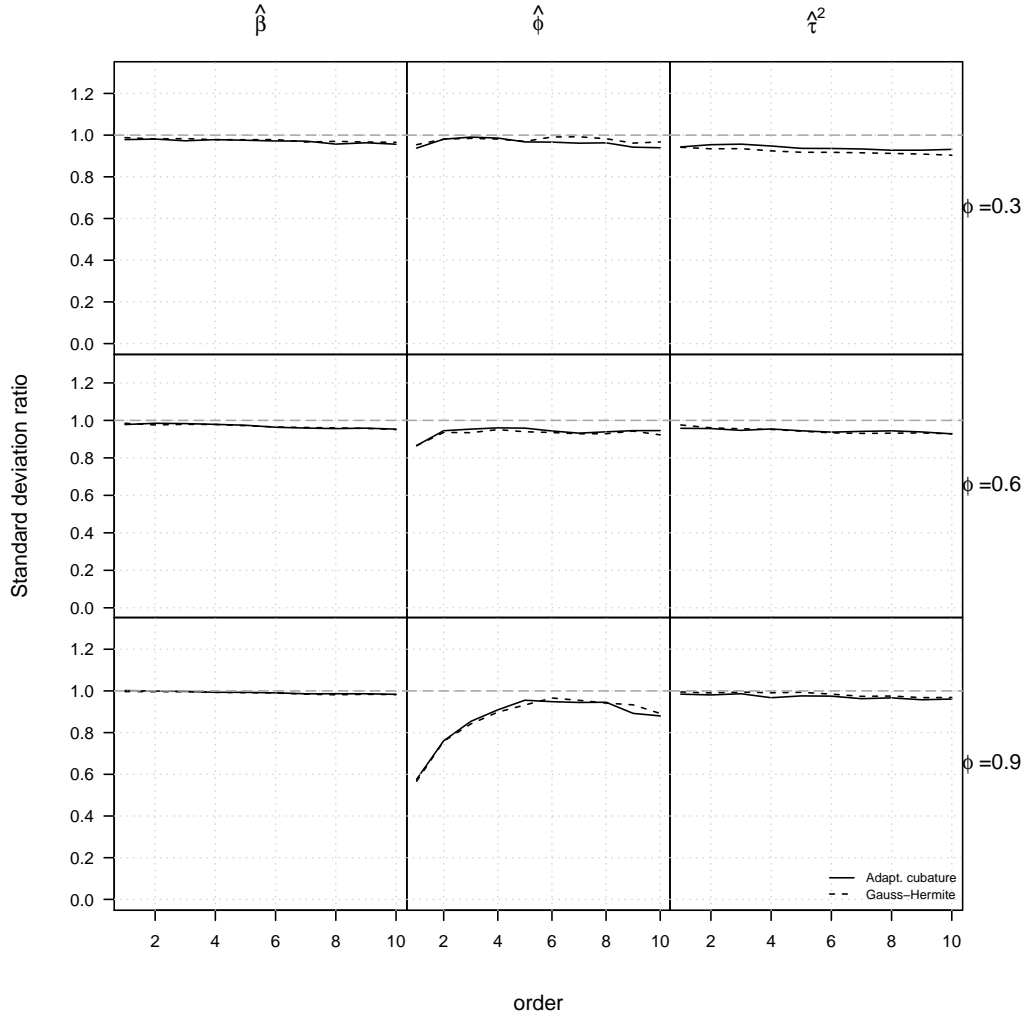 β̂ φ̂ τ̂²
1.2
1.0
0.8
0.6
0.4
0.2
0.0
φ =0.3
1.2
1.0
0.8
0.6
0.4
0.2
0.0
φ =0.6
Standard deviation ratio
1.2
1.0
0.8
0.6
0.4
0.2
0.0
φ =0.9
Adapt. cubature
Gauss−Hermite
2 4 6 8 10 2 4 6 8 10 2 4 6 8 10
order